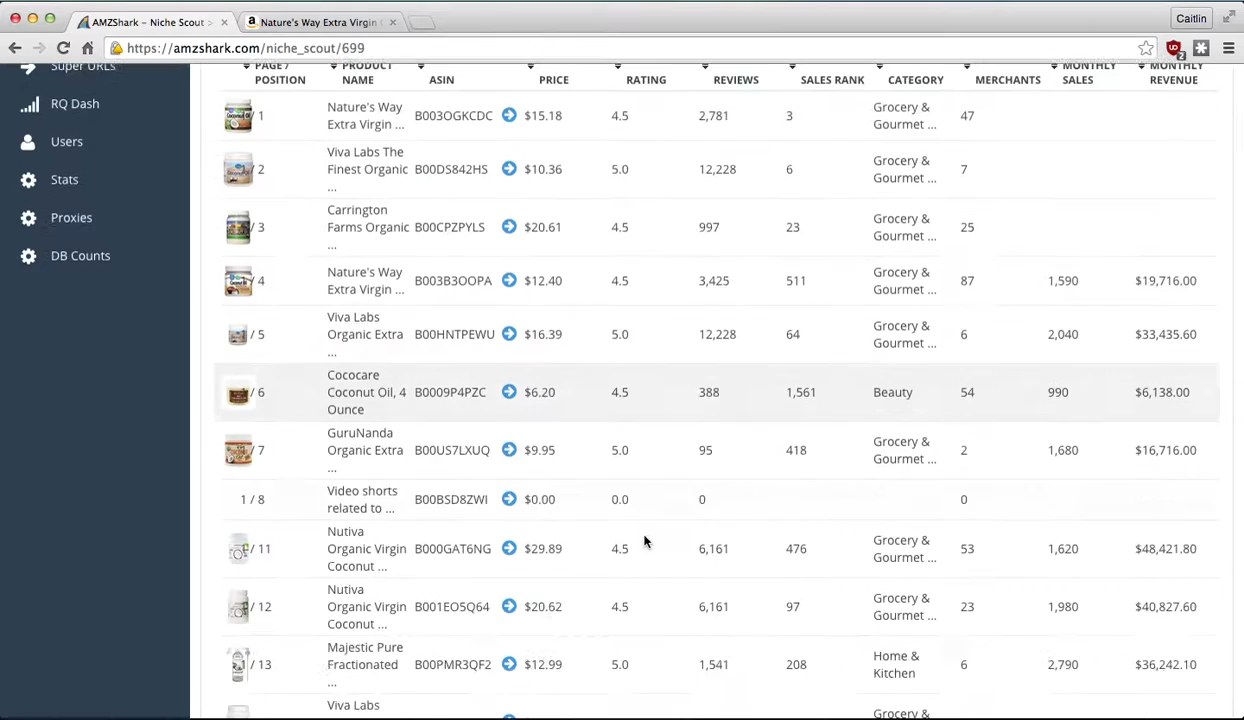 AMZShark – Niche Scout >
Nature's Way Extra Virgin
Caitlin
https://amzshark.com/niche_scout/699
2
Super URLs
RQ Dash
Users
Stats
Proxies
DB Counts
PAGE / POSITION
PRODUCT NAME
ASIN
PRICE
RATING
REVIEWS
SALES RANK
CATEGORY
MERCHANTS
MONTHLY SALES
MONTHLY REVENUE
/ 1
Nature's Way
Extra Virgin ...
B003OGKCDC
$15.18
4.5
2,781
3
Grocery &
Gourmet ...
47
/ 2
Viva Labs The
Finest Organic
...
B00DS842HS
$10.36
5.0
12,228
6
Grocery &
Gourmet ...
7
/ 3
Carrington
Farms Organic
...
B00CPZPYLS
$20.61
4.5
997
23
Grocery &
Gourmet ...
25
/ 4
Nature's Way
Extra Virgin ...
B003B3OOPA
$12.40
4.5
3,425
511
Grocery &
Gourmet ...
87
1,590
$19,716.00
/ 5
Viva Labs
Organic Extra
...
B00HNTPEWU
$16.39
5.0
12,228
64
Grocery &
Gourmet ...
6
2,040
$33,435.60
/ 6
Cococare
Coconut Oil, 4
Ounce
B0009P4PZC
$6.20
4.5
388
1,561
Beauty
54
990
$6,138.00
/ 7
GuruNanda
Organic Extra
...
B00US7LXUQ
$9.95
5.0
95
418
Grocery &
Gourmet ...
2
1,680
$16,716.00
1 / 8
Video shorts
related to ...
B00BSD8ZWI
$0.00
0.0
0
0
/ 11
Nutiva
Organic Virgin
Coconut ...
B000GAT6NG
$29.89
4.5
6,161
476
Grocery &
Gourmet ...
53
1,620
$48,421.80
/ 12
Nutiva
Organic Virgin
Coconut ...
B001EO5Q64
$20.62
4.5
6,161
97
Grocery &
Gourmet ...
23
1,980
$40,827.60
/ 13
Majestic Pure
Fractionated
...
B00PMR3QF2
$12.99
5.0
1,541
208
Home &
Kitchen
6
2,790
$36,242.10
Viva Labs
Grocery &